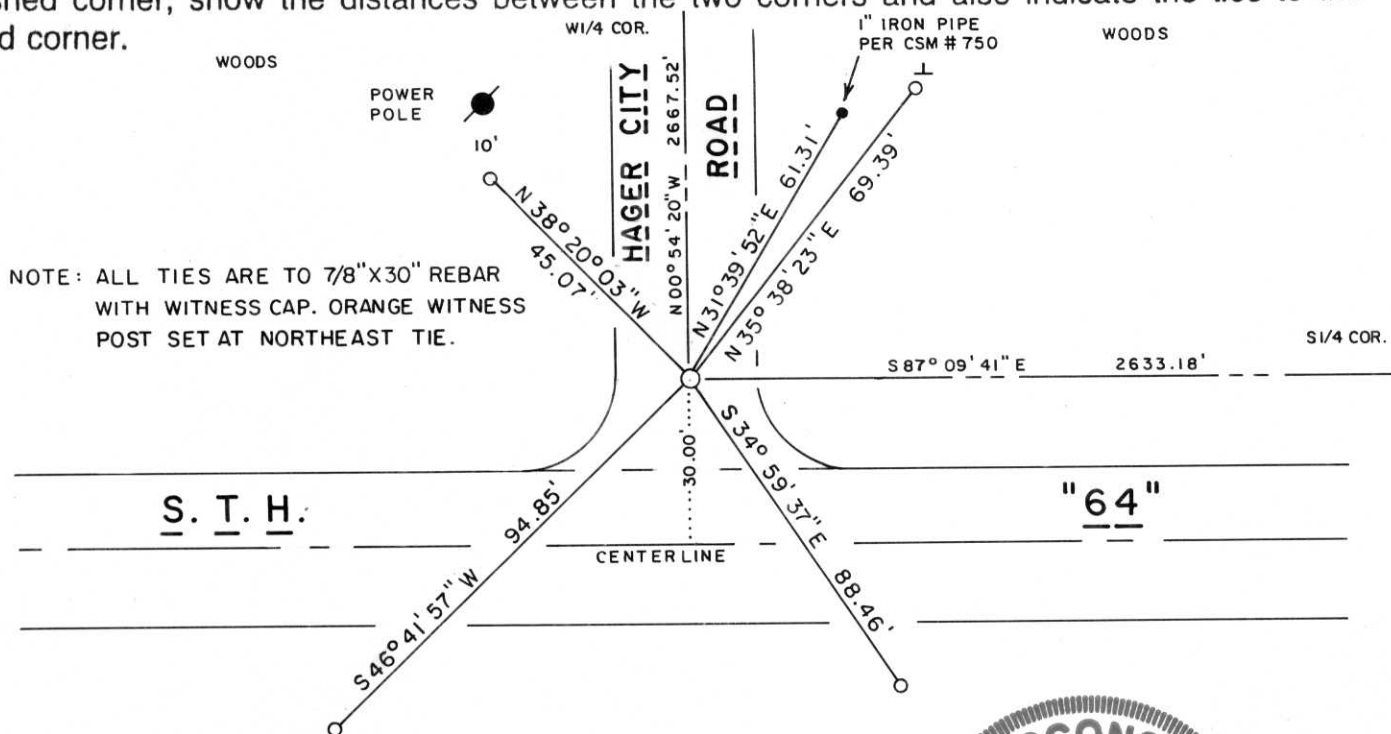 shed corner, show the distances between the two corners and also indicate the ties to
d corner.
WOODS
W1/4 COR.
1" IRON PIPE
PER CSM # 750
WOODS
POWER
POLE
10'
HAGER CITY
ROAD
N 00° 54' 20" W 2667.52'
N 38° 20° 03" W
45.07'
N 31° 39' 52" E 61.31'
N 35° 38' 23" E 69.39'
NOTE: ALL TIES ARE TO 7/8"X30" REBAR
WITH WITNESS CAP. ORANGE WITNESS
POST SET AT NORTHEAST TIE.
S1/4 COR.
S 87° 09' 41" E 2633.18'
30.00'
S 34° 59' 37" E 88.46'
S 46° 41' 57" W 94.85'
S. T. H.
"64"
CENTERLINE